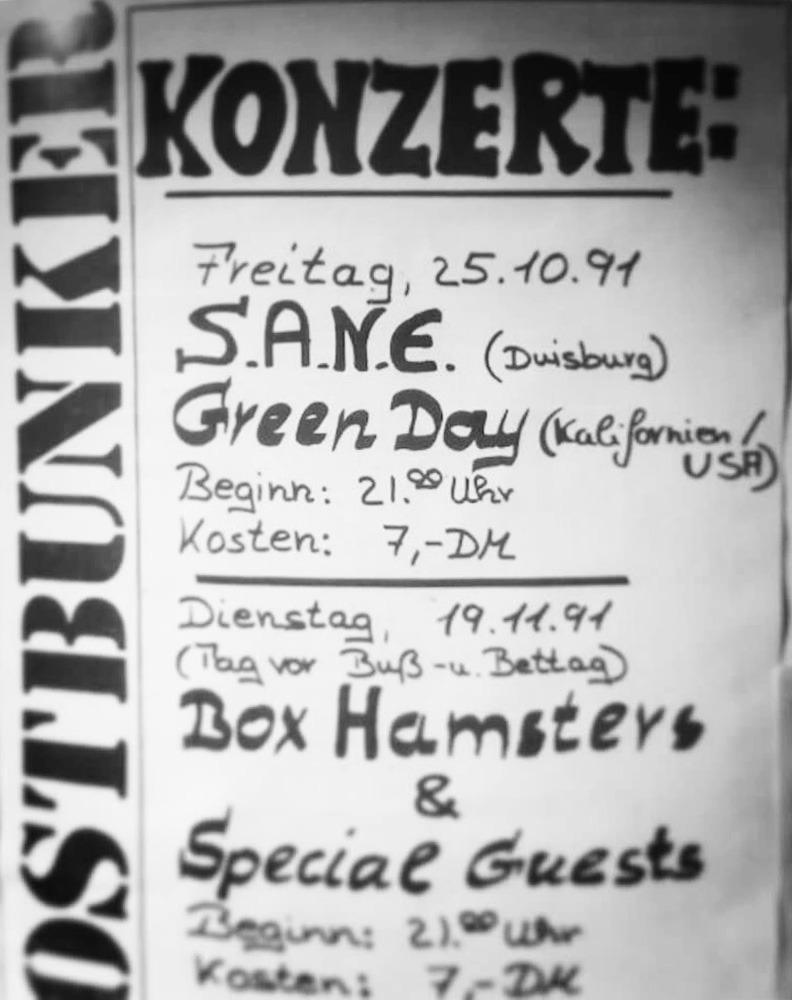 OSTBUNKER
KONZERTE:
Freitag, 25.10.91
S.A.N.E. (Duisburg)
Green Day (Kalifornien/
USA)
Beginn: 21.00 Uhr
Kosten: 7,-DM
Dienstag, 19.11.91
(Tag vor Buß-u. Bettag)
Box Hamsters
&
Special Guests
Beginn: 21.00 Uhr
Kosten: 7,-DM